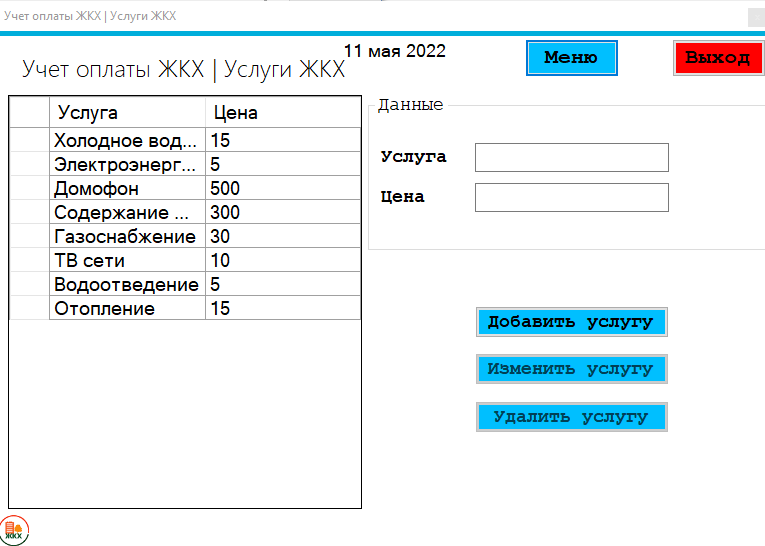 Учет оплаты ЖКХ | Услуги ЖКХ
11 мая 2022
Меню
Выход
Учет оплаты ЖКХ | Услуги ЖКХ
Услуга Цена
Холодное вод... 15
Электроэнерг... 5
Домофон 500
Содержание ... 300
Газоснабжение 30
ТВ сети 10
Водоотведение 5
Отопление 15
Данные
Услуга
Цена
Добавить услугу
Изменить услугу
Удалить услугу
ЖКХ